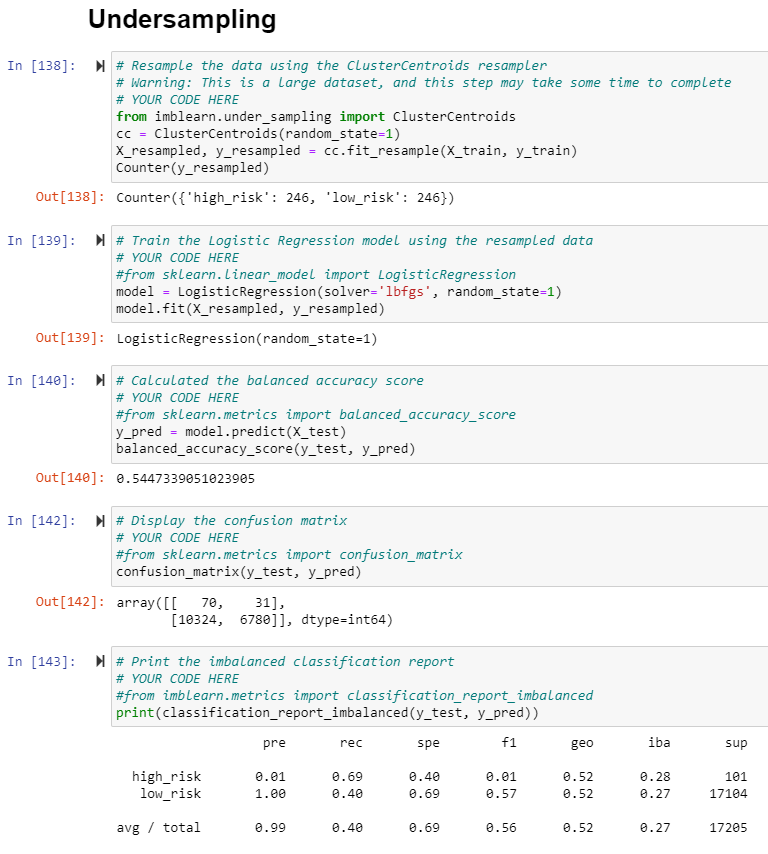 Undersampling
In [138]:
# Resample the data using the ClusterCentroids resampler
# Warning: This is a large dataset, and this step may take some time to complete
# YOUR CODE HERE
from imblearn.under_sampling import ClusterCentroids
cc = ClusterCentroids(random_state=1)
X_resampled, y_resampled = cc.fit_resample(X_train, y_train)
Counter(y_resampled)
Out[138]: Counter({'high_risk': 246, 'low_risk': 246})
In [139]:
# Train the Logistic Regression model using the resampled data
# YOUR CODE HERE
#from sklearn.linear_model import LogisticRegression
model = LogisticRegression(solver='lbfgs', random_state=1)
model.fit(X_resampled, y_resampled)
Out[139]: LogisticRegression(random_state=1)
In [140]:
# Calculated the balanced accuracy score
# YOUR CODE HERE
#from sklearn.metrics import balanced_accuracy_score
y_pred = model.predict(X_test)
balanced_accuracy_score(y_test, y_pred)
Out[140]: 0.5447339051023905
In [142]:
# Display the confusion matrix
# YOUR CODE HERE
#from sklearn.metrics import confusion_matrix
confusion_matrix(y_test, y_pred)
Out[142]: array([[   70,    31],
       [10324,  6780]], dtype=int64)
In [143]:
# Print the imbalanced classification report
# YOUR CODE HERE
#from imblearn.metrics import classification_report_imbalanced
print(classification_report_imbalanced(y_test, y_pred))
pre rec spe f1 geo iba sup
high_risk 0.01 0.69 0.40 0.01 0.52 0.28 101
low_risk 1.00 0.40 0.69 0.57 0.52 0.27 17104
avg / total 0.99 0.40 0.69 0.56 0.52 0.27 17205